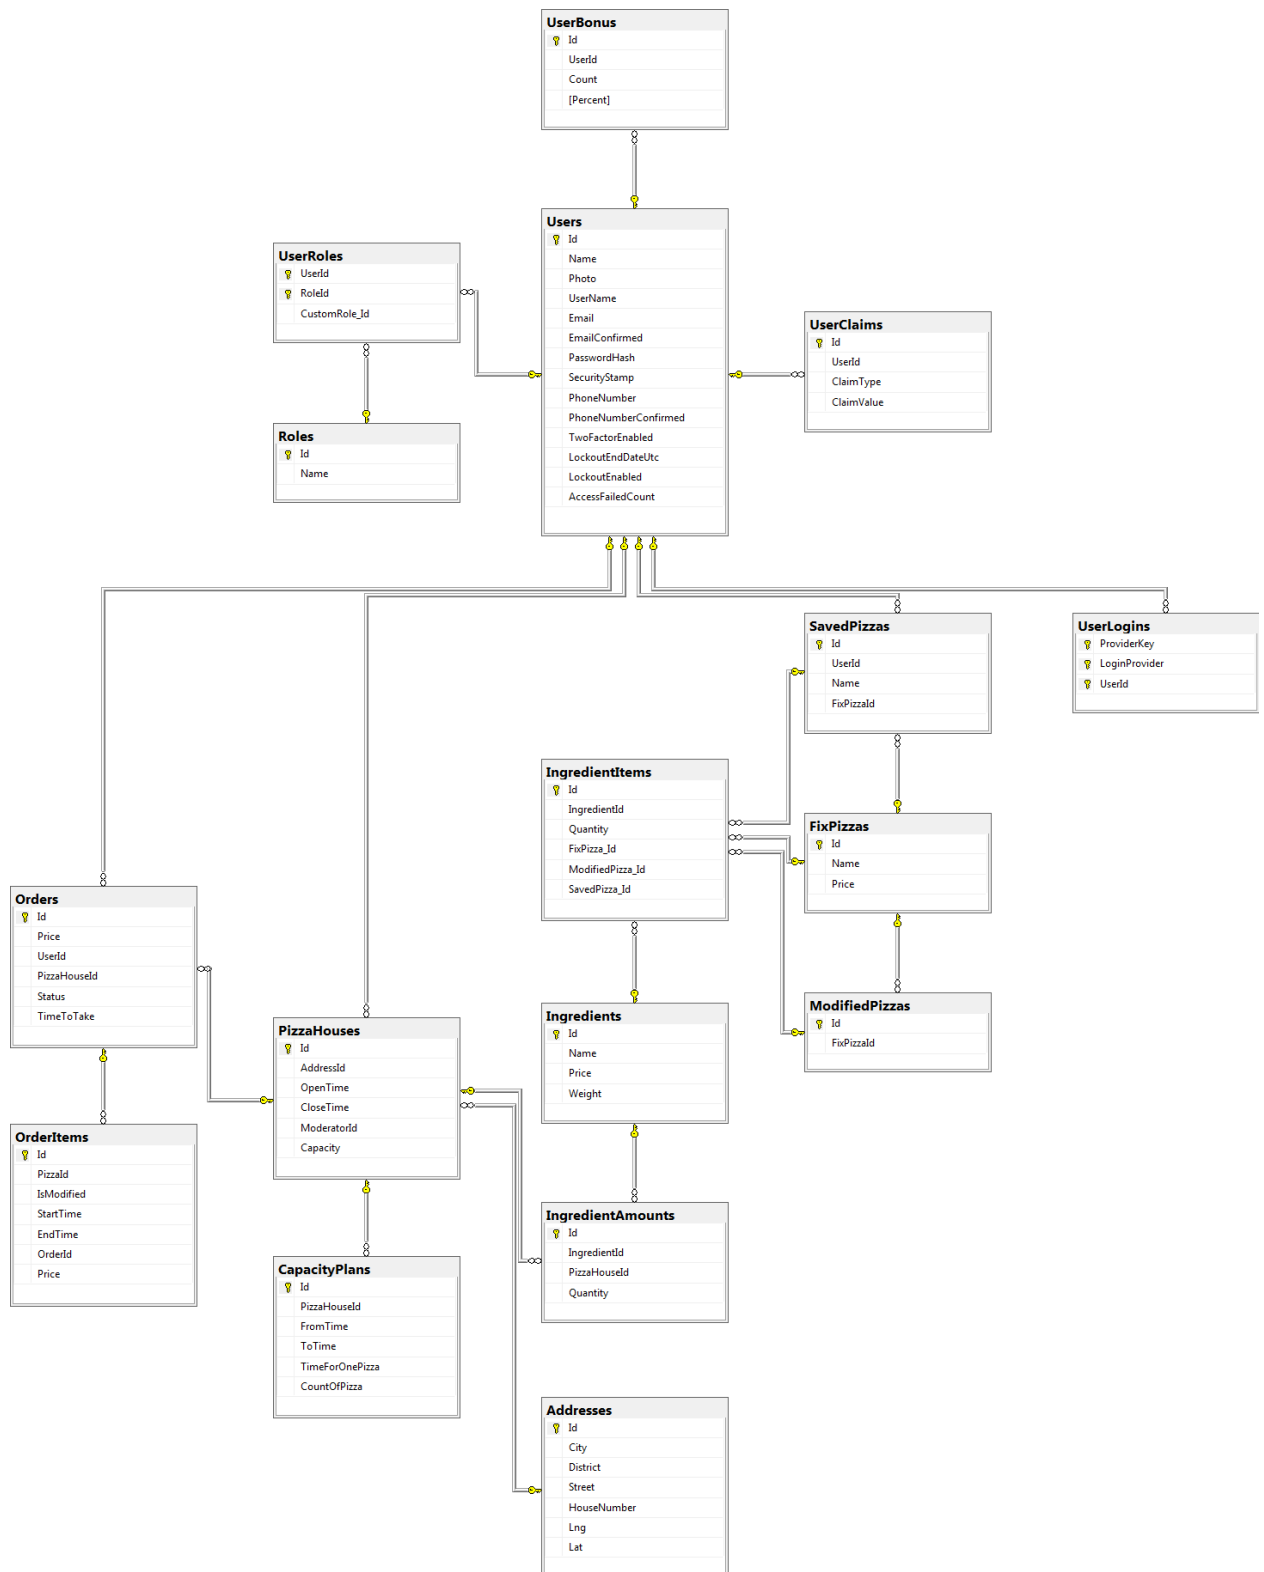 UserBonus
Id
UserId
Count
[Percent]
Users
Id
Name
Photo
UserName
Email
EmailConfirmed
PasswordHash
SecurityStamp
PhoneNumber
PhoneNumberConfirmed
TwoFactorEnabled
LockoutEndDateUtc
LockoutEnabled
AccessFailedCount
UserRoles
UserId
RoleId
CustomRole_Id
Roles
Id
Name
UserClaims
Id
UserId
ClaimType
ClaimValue
SavedPizzas
Id
UserId
Name
FixPizzaId
UserLogins
ProviderKey
LoginProvider
UserId
IngredientItems
Id
IngredientId
Quantity
FixPizza_Id
ModifiedPizza_Id
SavedPizza_Id
FixPizzas
Id
Name
Price
Orders
Id
Price
UserId
PizzaHouseId
Status
TimeToTake
PizzaHouses
Id
AddressId
OpenTime
CloseTime
ModeratorId
Capacity
Ingredients
Id
Name
Price
Weight
ModifiedPizzas
Id
FixPizzaId
OrderItems
Id
PizzaId
IsModified
StartTime
EndTime
OrderId
Price
CapacityPlans
Id
PizzaHouseId
FromTime
ToTime
TimeForOnePizza
CountOfPizza
IngredientAmounts
Id
IngredientId
PizzaHouseId
Quantity
Addresses
Id
City
District
Street
HouseNumber
Lng
Lat